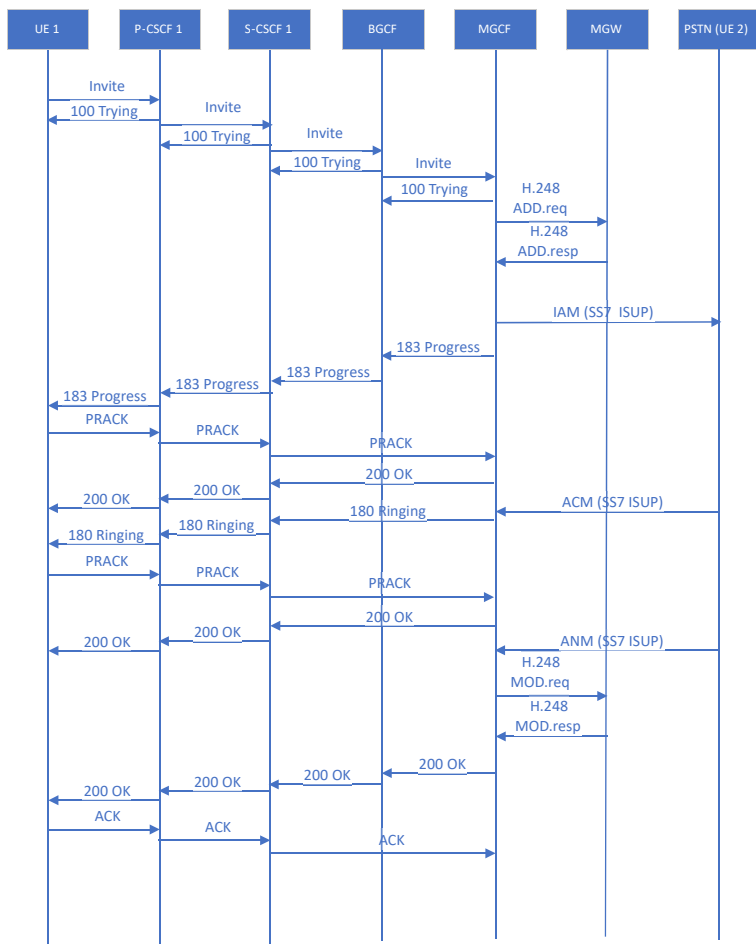 UE 1
P-CSCF 1
S-CSCF 1
BGCF
MGCF
MGW
PSTN (UE 2)
Invite
100 Trying
Invite
100 Trying
Invite
100 Trying
Invite
100 Trying
H.248
ADD.req
H.248
ADD.resp
IAM (SS7 ISUP)
183 Progress
183 Progress
183 Progress
183 Progress
PRACK
PRACK
PRACK
200 OK
200 OK
200 OK
ACM (SS7 ISUP)
180 Ringing
180 Ringing
180 Ringing
PRACK
PRACK
PRACK
200 OK
200 OK
200 OK
ANM (SS7 ISUP)
H.248
MOD.req
H.248
MOD.resp
200 OK
200 OK
200 OK
200 OK
ACK
ACK
ACK